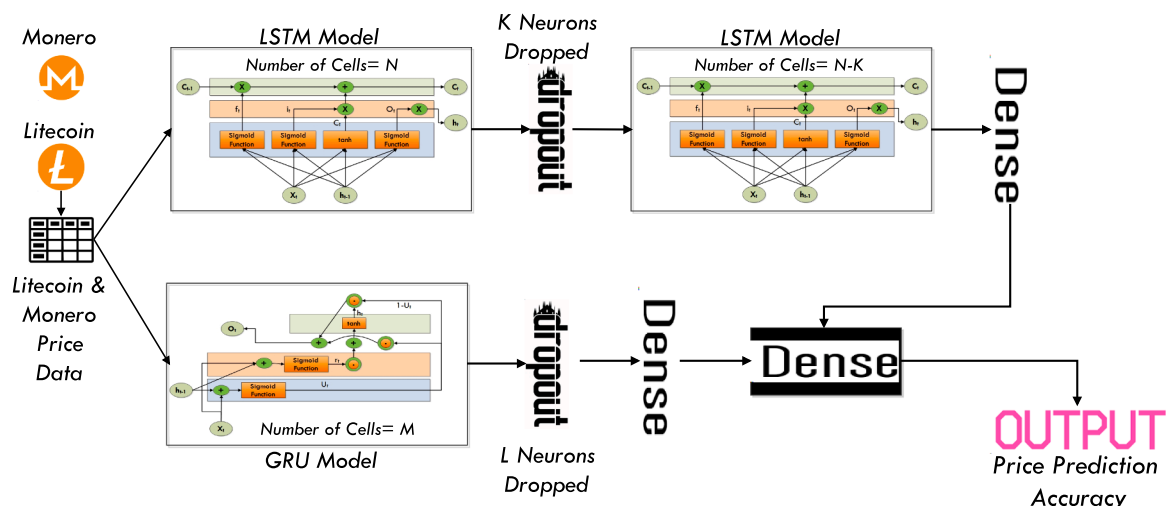 Monero
Litecoin
Litecoin &
Monero
Price
Data
LSTM Model
Number of Cells= N
Ct-1
X
+
Ct
ft
it
Ot
X
X
Ct
ht
Sigmoid
Function
Sigmoid
Function
tanh
Sigmoid
Function
Xt
ht-1
K Neurons
Dropped
dropout
LSTM Model
Number of Cells= N-K
Ct-1
X
+
Ct
ft
it
Ot
X
X
Ct
ht
Sigmoid
Function
Sigmoid
Function
tanh
Sigmoid
Function
Xt
ht-1
Dense
1-Ut
ht
tanh
Ot
+
+
+
Sigmoid
Function
rt
ht-1
+
Sigmoid
Function
Ut
Xt
Number of Cells= M
GRU Model
dropout
L Neurons
Dropped
Dense
Dense
OUTPUT
Price Prediction
Accuracy